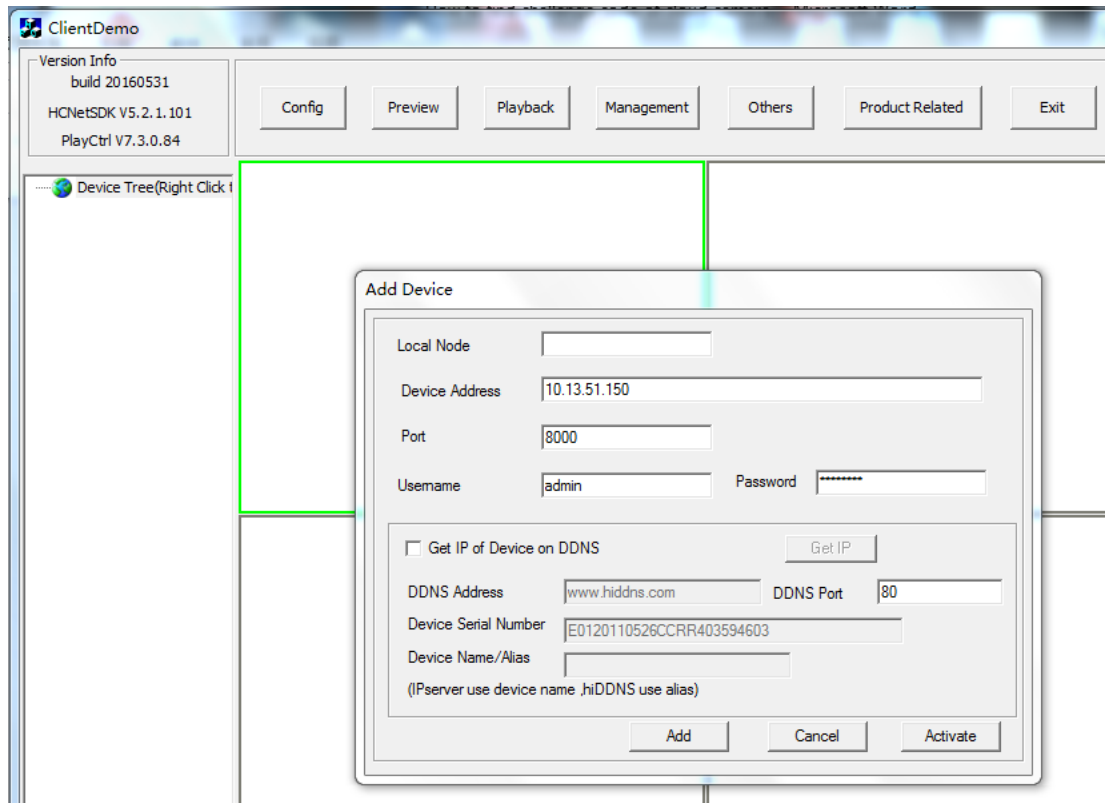 ClientDemo
Version Info
build 20160531
HCNetSDK V5.2.1.101
PlayCtrl V7.3.0.84
Config
Preview
Playback
Management
Others
Product Related
Exit
Device Tree(Right Click t
Add Device
Local Node
Device Address 10.13.51.150
Port 8000
Username admin Password ********
Get IP of Device on DDNS Get IP
DDNS Address www.hiddns.com DDNS Port 80
Device Serial Number E0120110526CCRR403594603
Device Name/Alias
(IPserver use device name ,hiDDNS use alias)
Add Cancel Activate